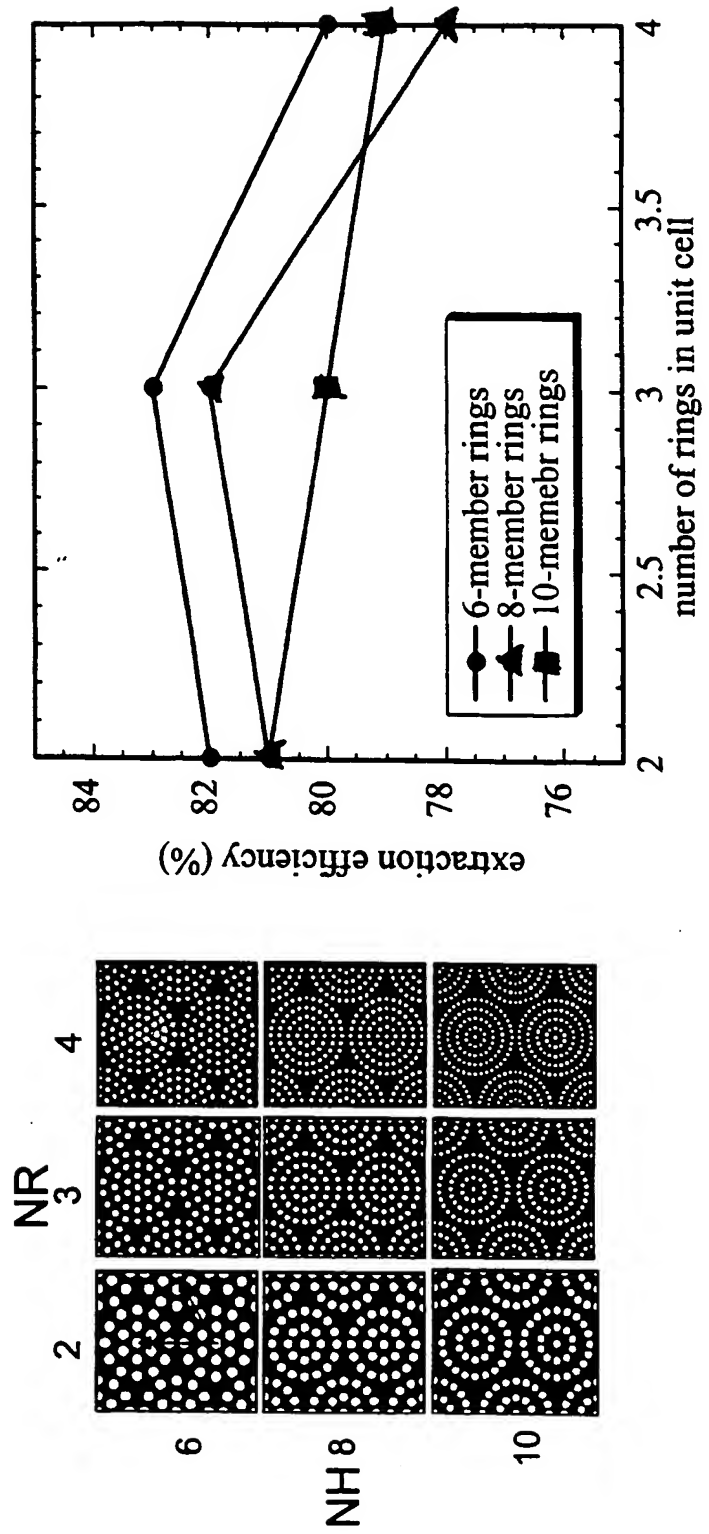 NR
2 3 4
6
NH 8
10
extraction efficiency (%)
84
82
80
78
76
2 2.5 3 3.5 4
number of rings in unit cell
6-member rings
8-member rings
10-memebr rings